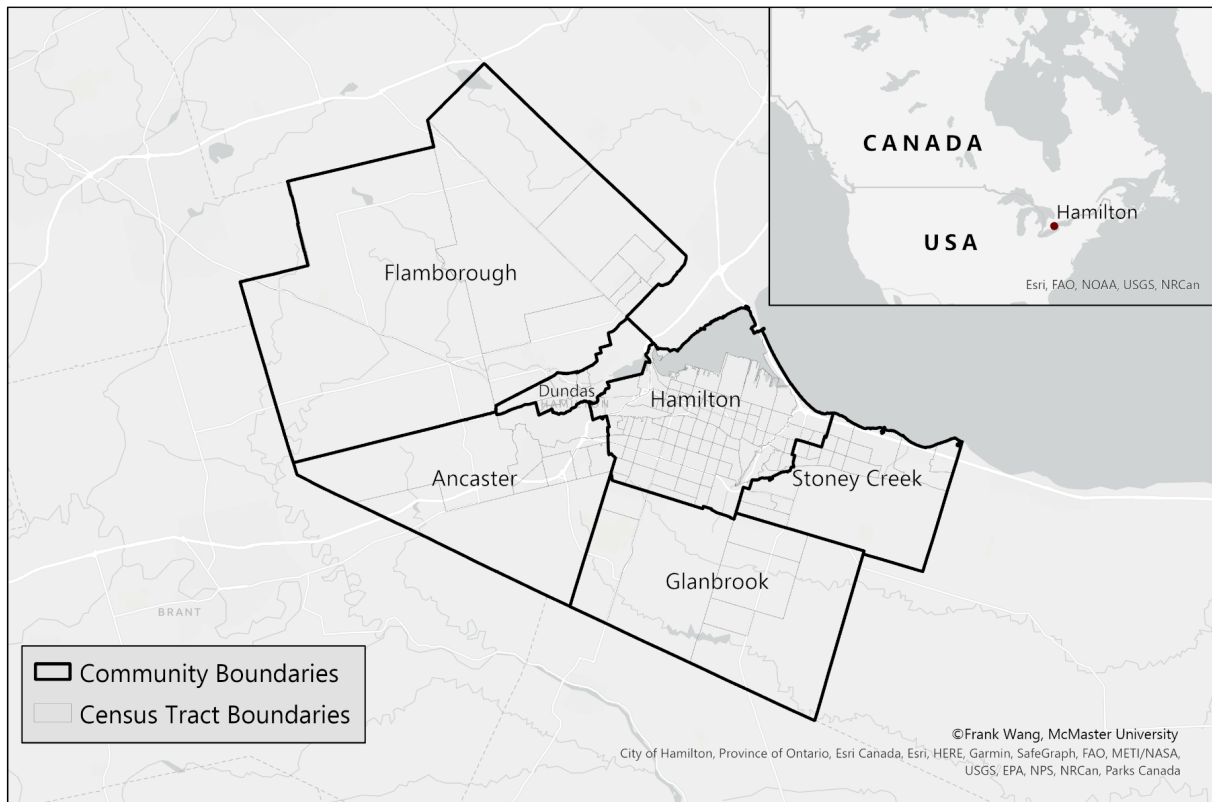 CANADA
USA
Hamilton
Esri, FAO, NOAA, USGS, NRCan
Flamborough
Dundas
HAMILTON
Hamilton
Ancaster
Stoney Creek
Glanbrook
BRANT
Community Boundaries
Census Tract Boundaries
©Frank Wang, McMaster University
City of Hamilton, Province of Ontario, Esri Canada, Esri, HERE, Garmin, SafeGraph, FAO, METI/NASA,
USGS, EPA, NPS, NRCan, Parks Canada